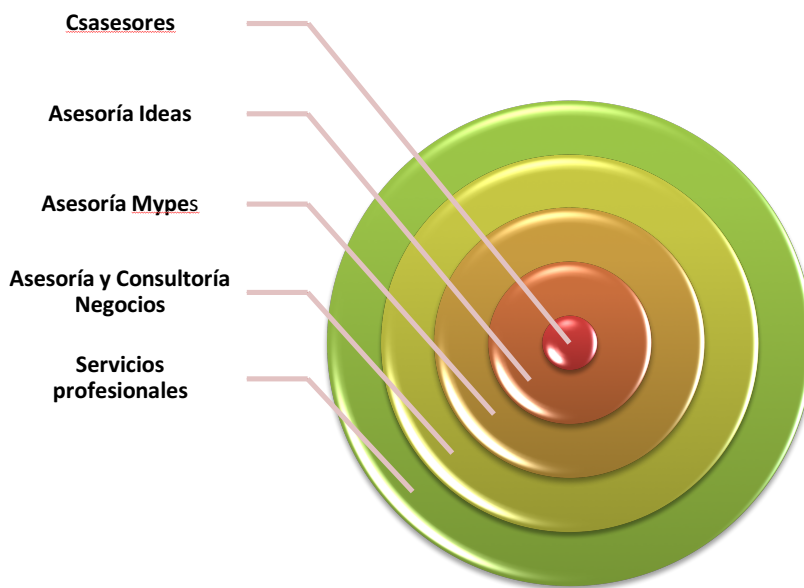 Csasesores
Asesoría Ideas
Asesoría Mypes
Asesoría y Consultoría
Negocios
Servicios
profesionales